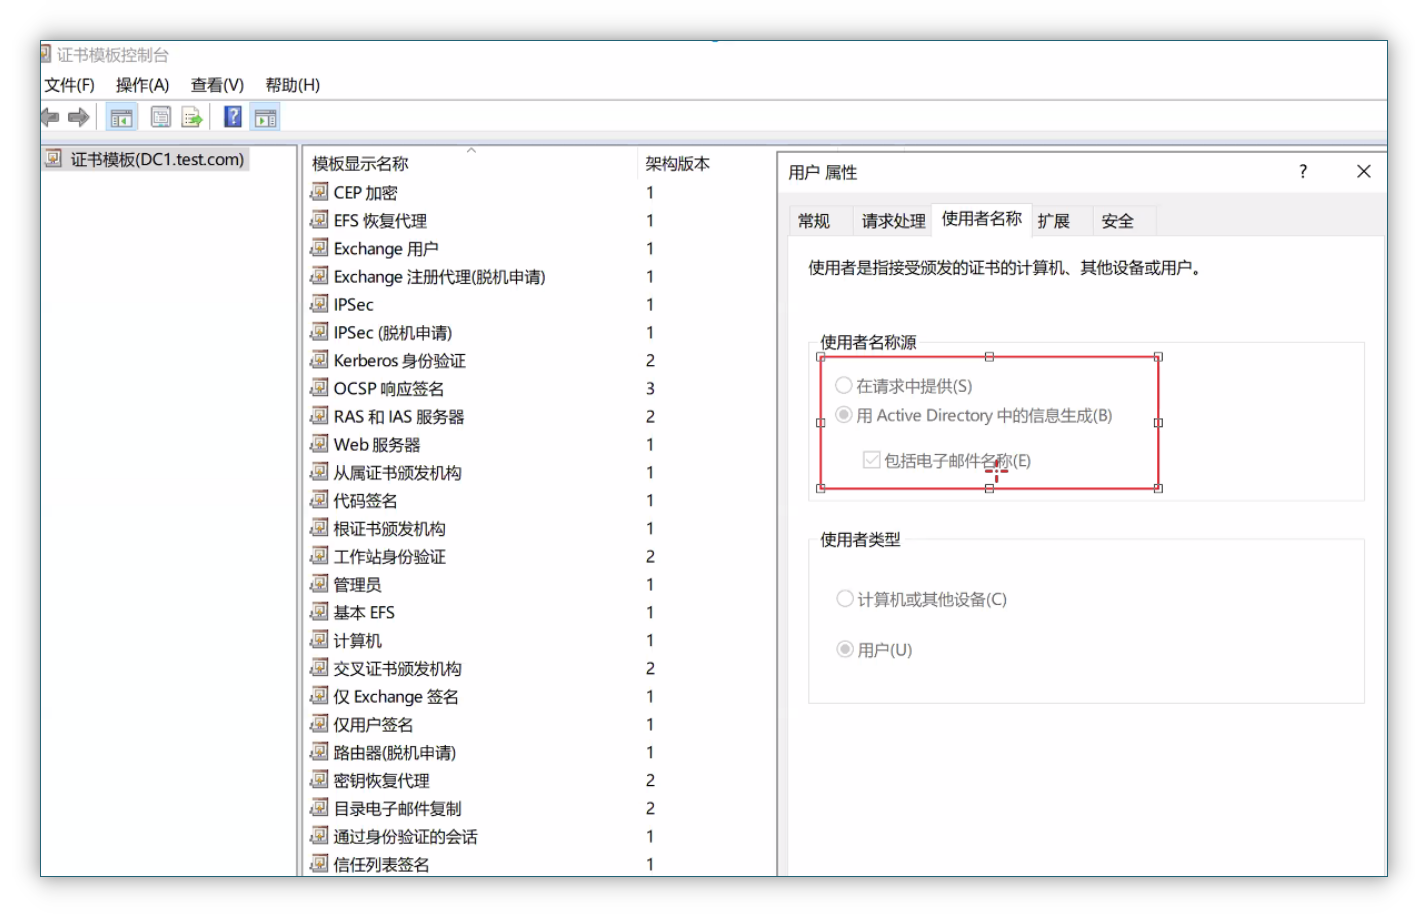 证书模板控制台
文件(F) 操作(A) 查看(V) 帮助(H)
证书模板(DC1.test.com)
模板显示名称 架构版本
CEP 加密 1
EFS 恢复代理 1
Exchange 用户 1
Exchange 注册代理(脱机申请) 1
IPSec 1
IPSec (脱机申请) 1
Kerberos 身份验证 2
OCSP 响应签名 3
RAS 和 IAS 服务器 2
Web 服务器 1
从属证书颁发机构 1
代码签名 1
根证书颁发机构 1
工作站身份验证 2
管理员 1
基本 EFS 1
计算机 1
交叉证书颁发机构 2
仅 Exchange 签名 1
仅用户签名 1
路由器(脱机申请) 1
密钥恢复代理 2
目录电子邮件复制 2
通过身份验证的会话 1
信任列表签名 1
用户 属性
常规 请求处理 使用者名称 扩展 安全
使用者是指接受颁发的证书的计算机、其他设备或用户。
使用者名称源
在请求中提供(S)
用 Active Directory 中的信息生成(B)
包括电子邮件名称(E)
使用者类型
计算机或其他设备(C)
用户(U)